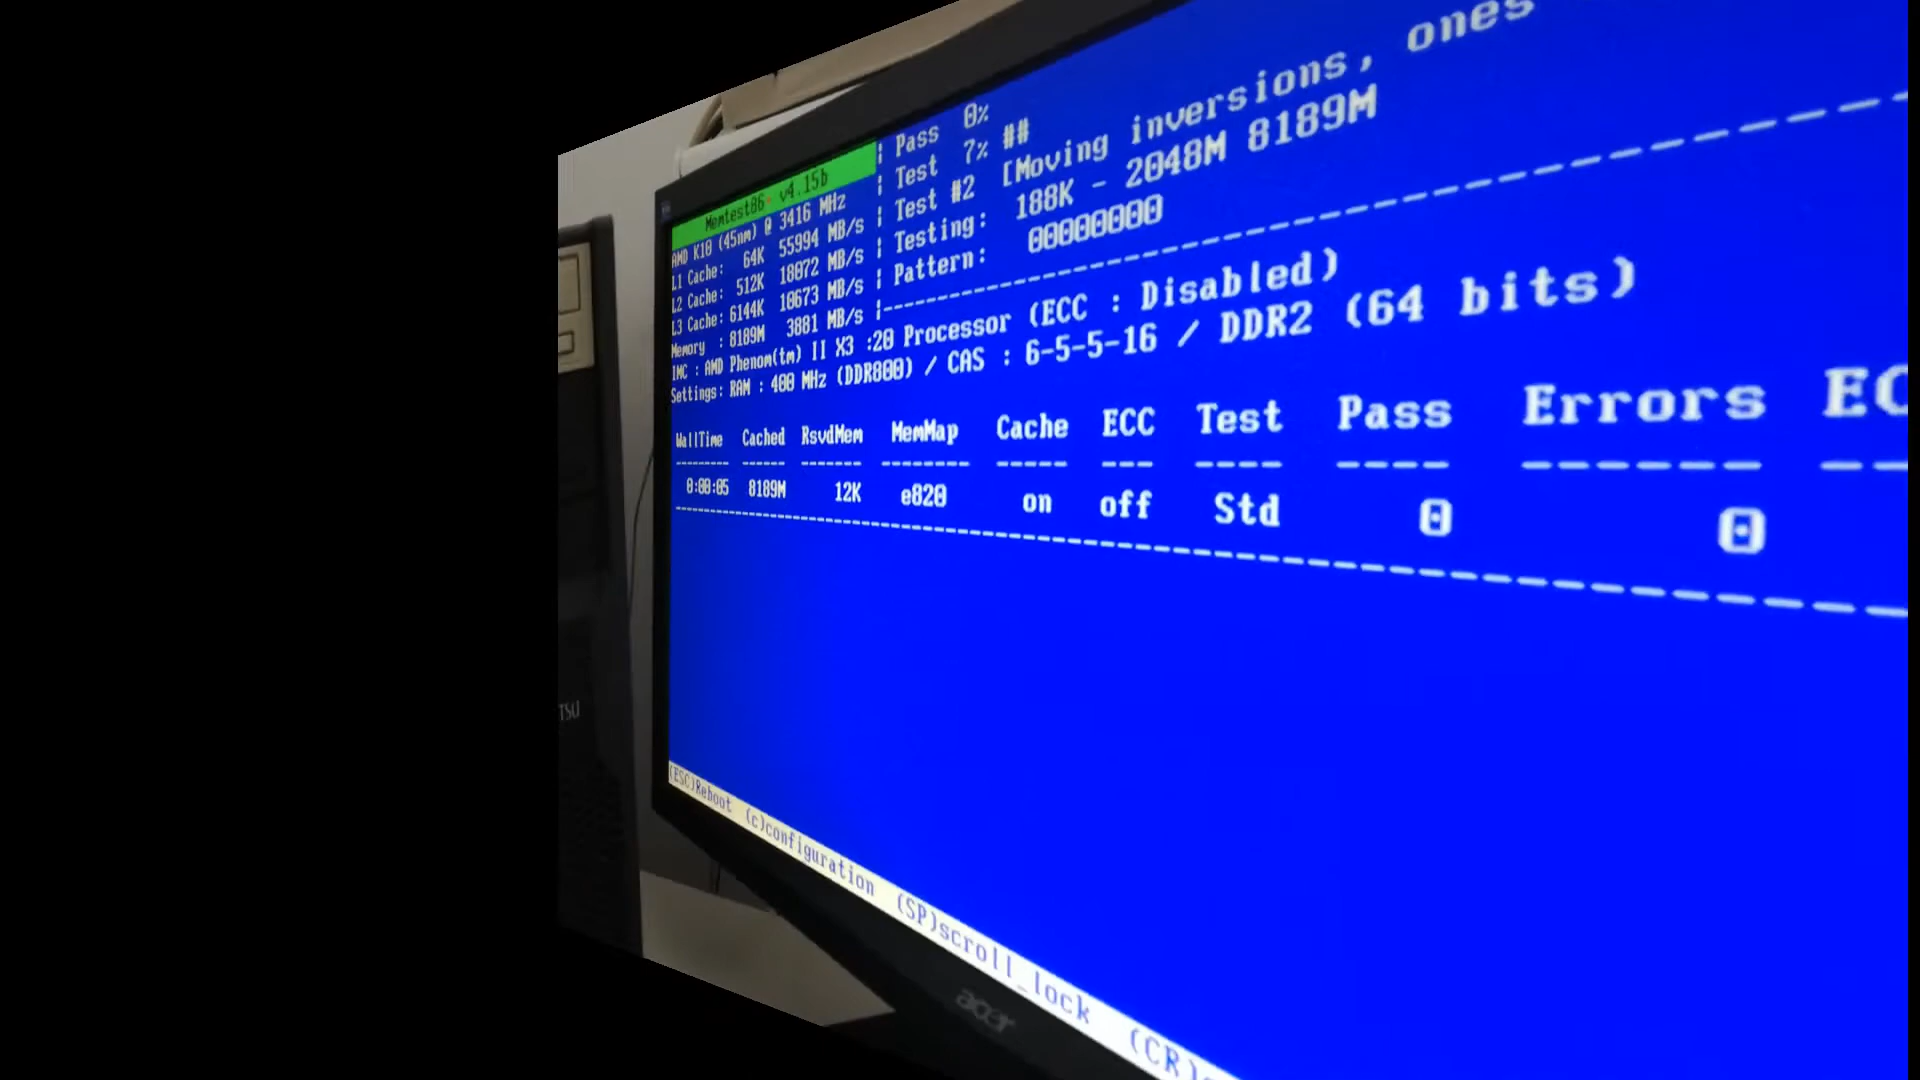 Memtest86+ v4.15b
Pass 0%
AMD K10 (45nm) @ 3416 MHz
Test 7% ##
L1 Cache: 64K 55994 MB/s
Test #2 [Moving inversions, ones
L2 Cache: 512K 18072 MB/s
Testing: 188K - 2048M 8189M
L3 Cache: 6144K 10673 MB/s
Pattern: 00000000
Memory : 8189M 3881 MB/s
IMC : AMD Phenom(tm) II X3 :20 Processor (ECC : Disabled)
Settings: RAM : 400 MHz (DDR800) / CAS : 6-5-5-16 / DDR2 (64 bits)
WallTime Cached RsvdMem MemMap Cache ECC Test Pass Errors EC
0:00:05 8189M 12K e820 on off Std 0 0
(ESC)Reboot (c)configuration (SP)scroll_lock (CR)
acer
TSU